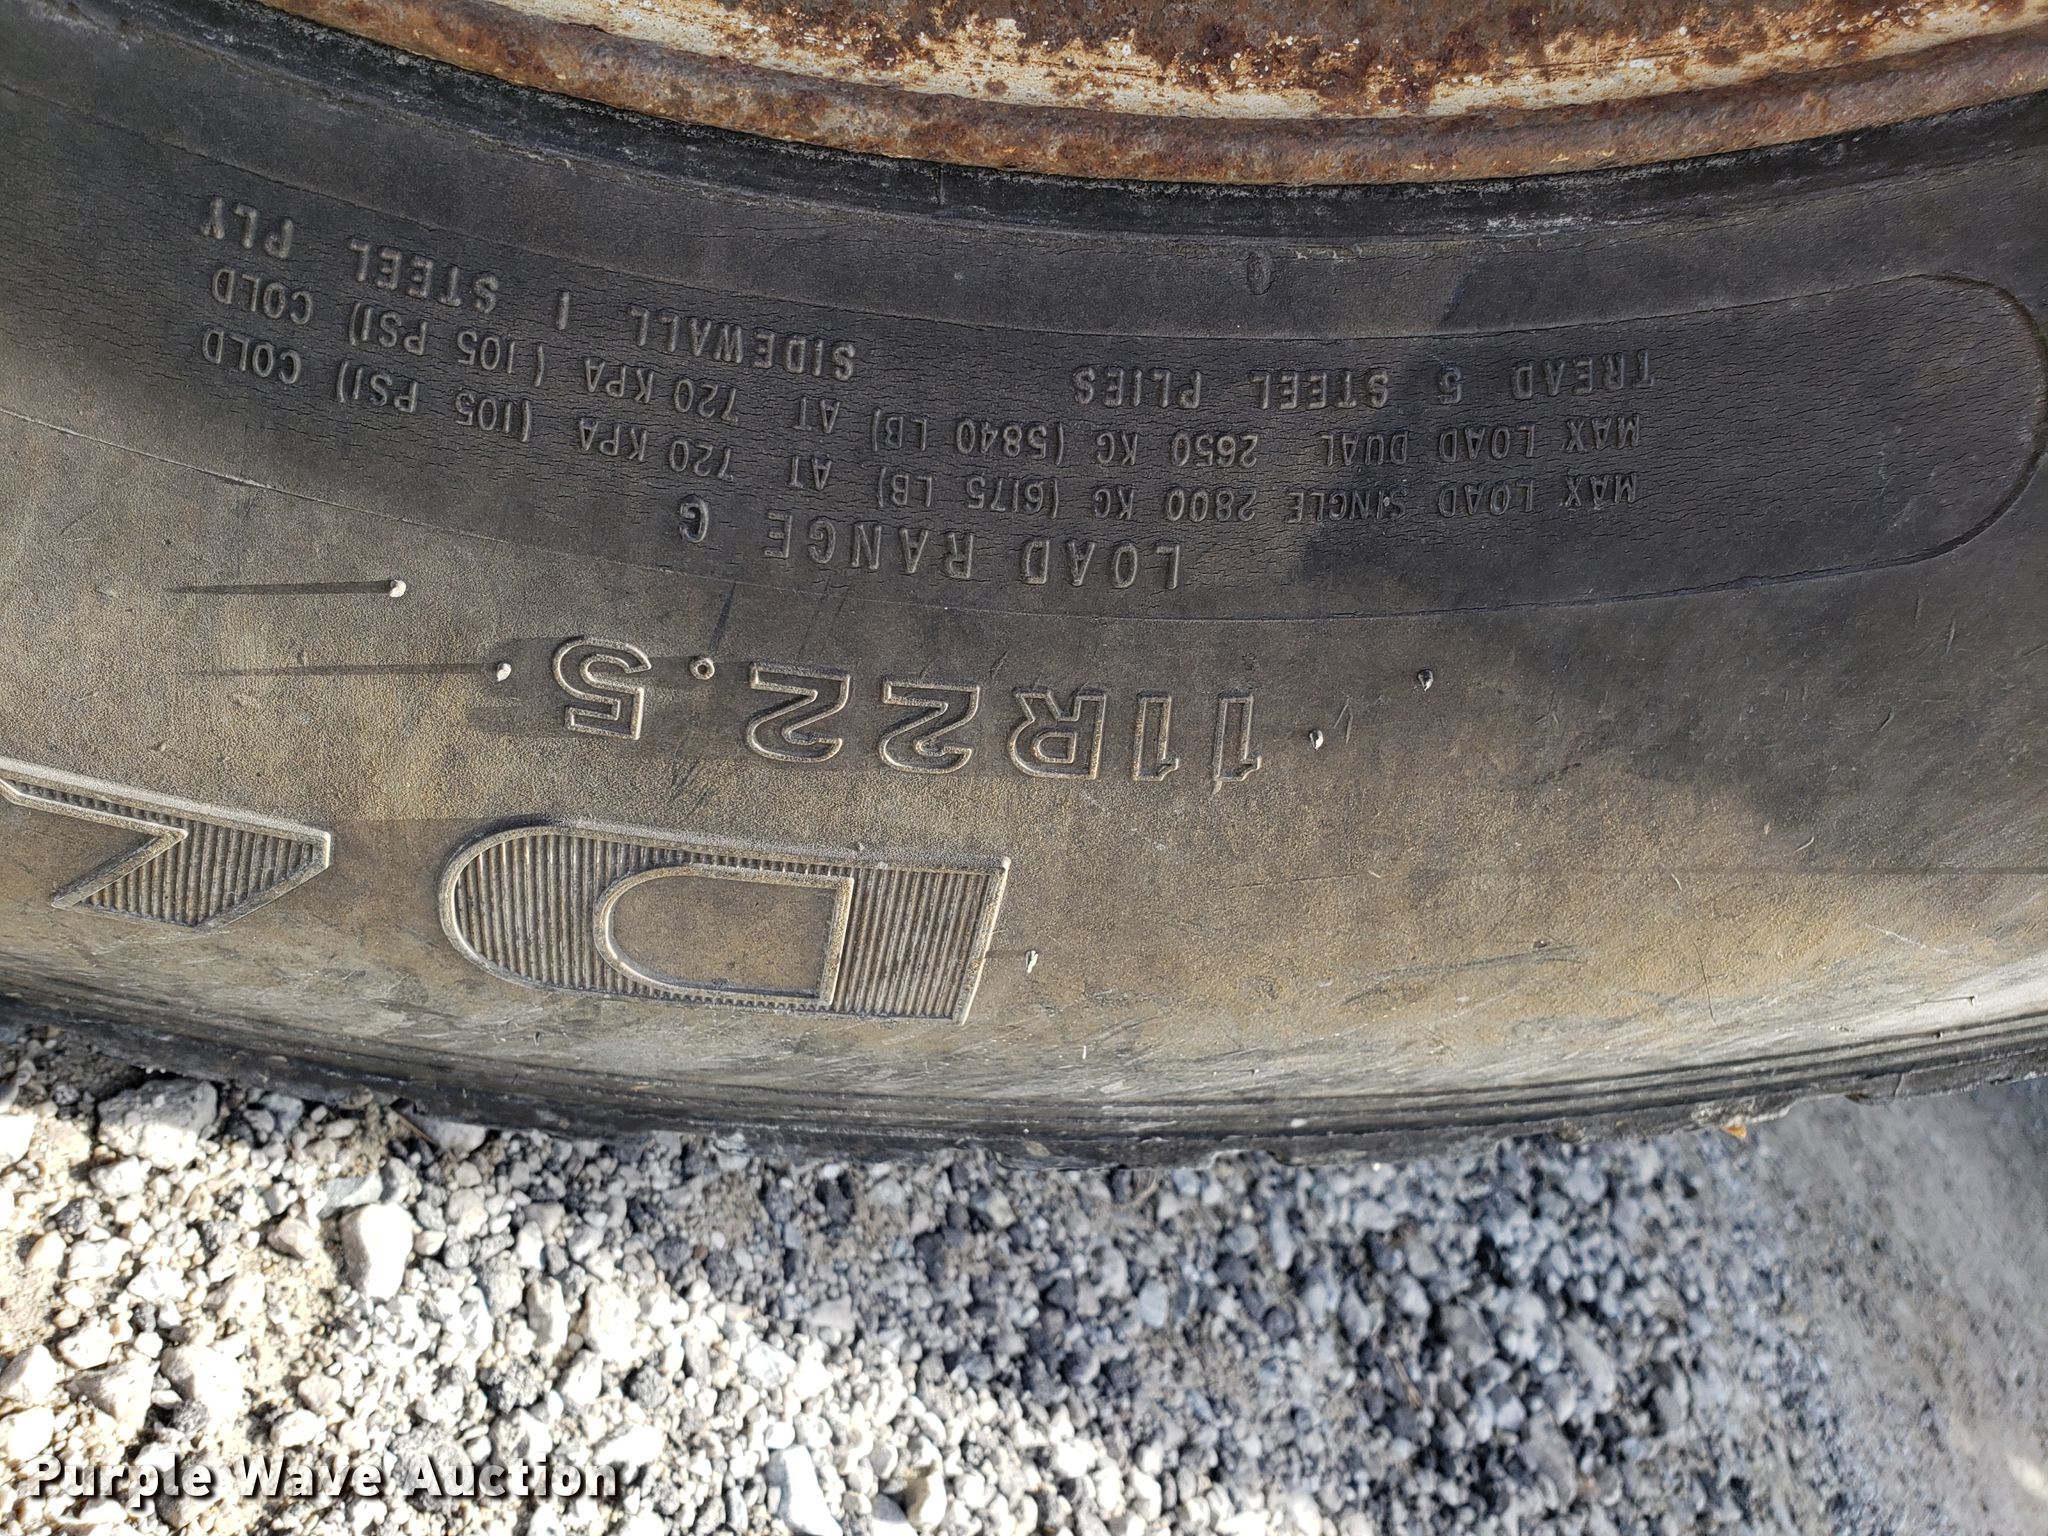 11R22.5
LOAD RANGE G
MAX LOAD SINGLE 2800 KG (6175 LB) AT 720 KPA (105 PSI) COLD
MAX LOAD DUAL 2650 KG (5840 LB) AT 720 KPA (105 PSI) COLD
TREAD 5 STEEL PLIES SIDEWALL 1 STEEL PLY
Purple Wave Auction